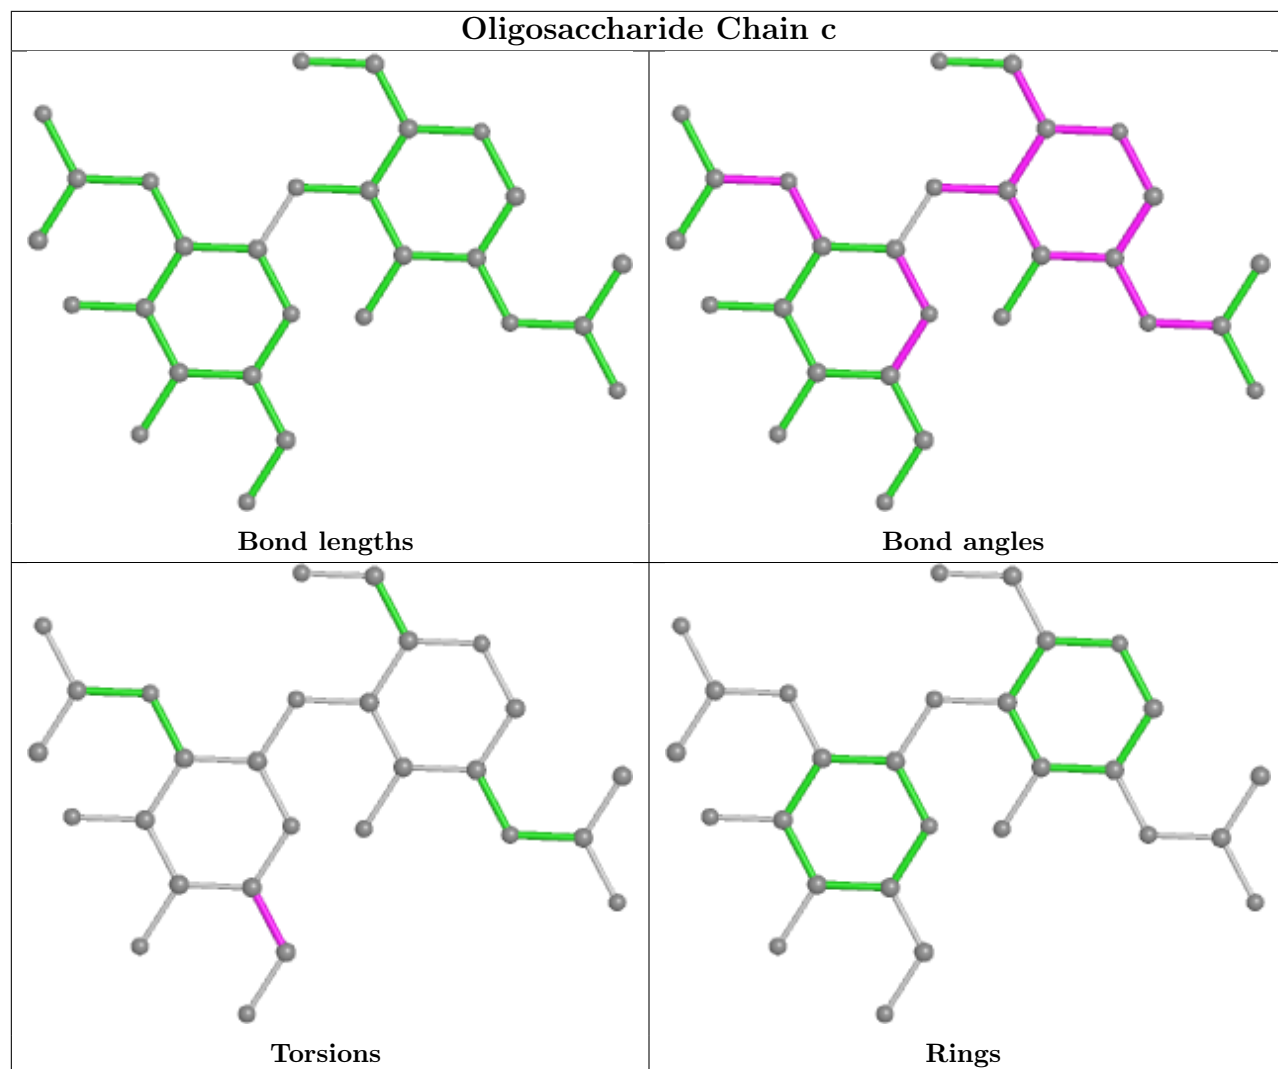 Oligosaccharide Chain c
Bond lengths
Bond angles
Torsions
Rings